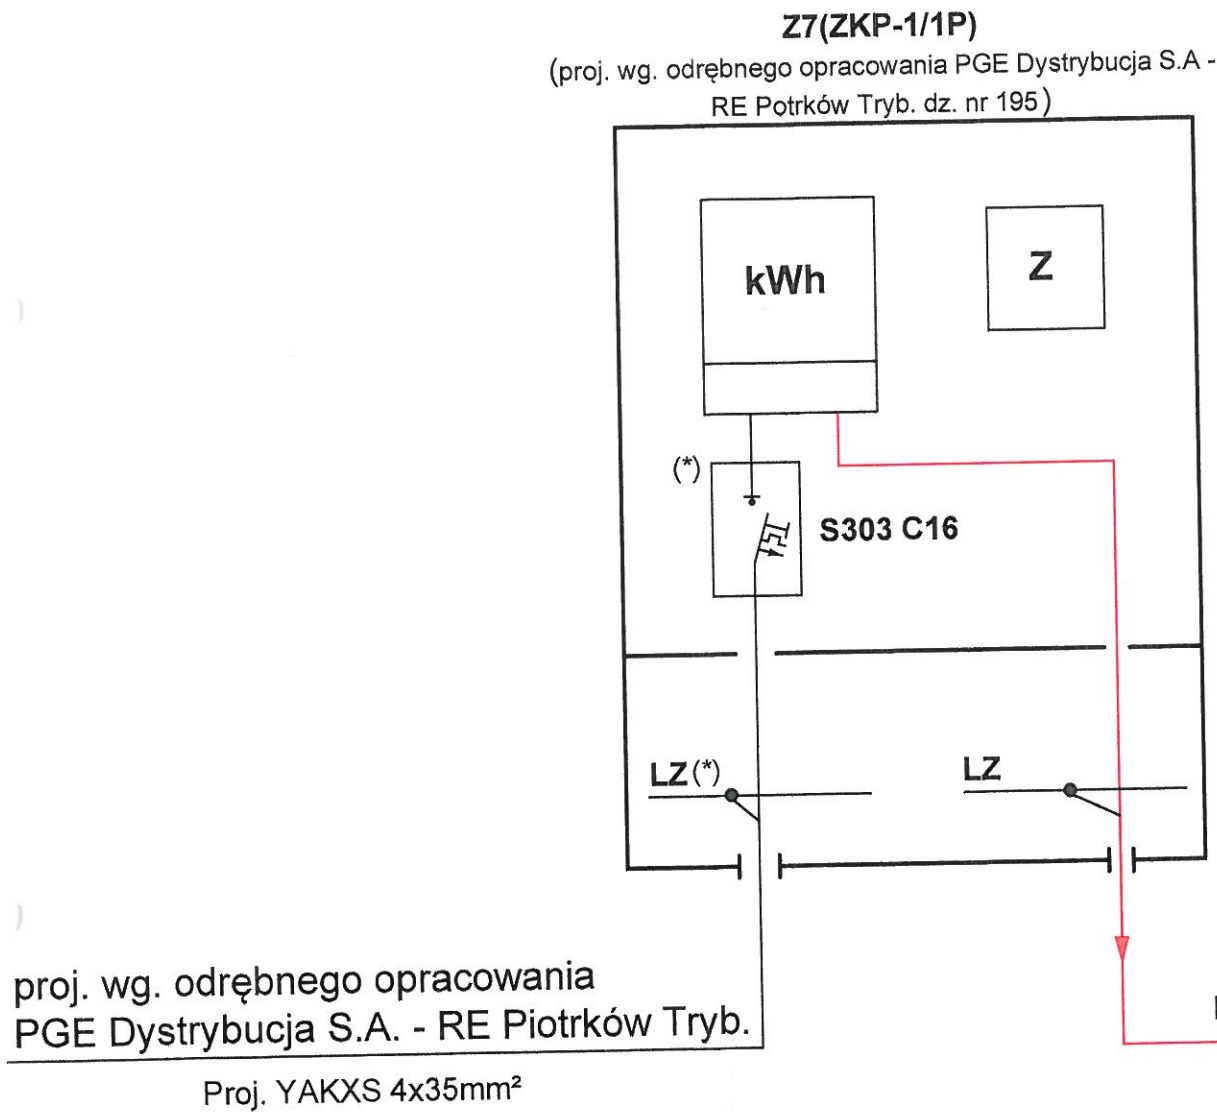 Z7(ZKP-1/1P)
(proj. wg. odrębnego opracowania PGE Dystrybucja S.A -
RE Potrków Tryb. dz. nr 195)
kWh
Z
(*)
S303 C16
LZ(*)
LZ
proj. wg. odrębnego opracowania
PGE Dystrybucja S.A. - RE Piotrków Tryb.
Proj. YAKXS 4x35mm²